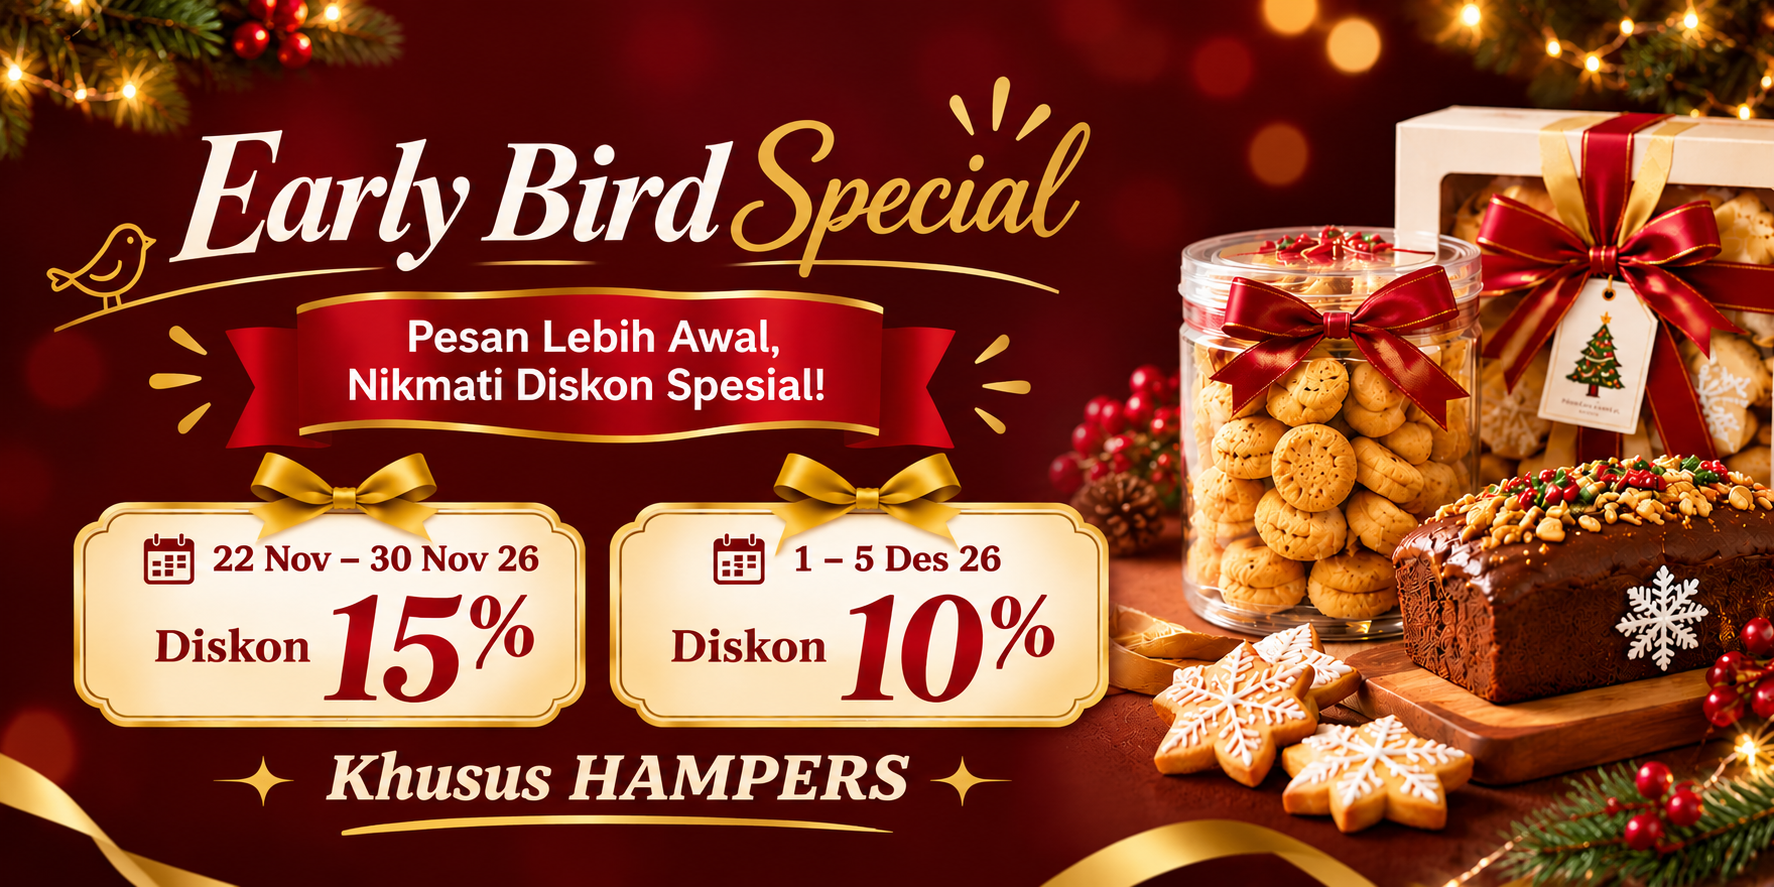 Early Bird Special
Pesan Lebih Awal,
Nikmati Diskon Spesial!
22 Nov – 30 Nov 26
Diskon 15%
1 – 5 Des 26
Diskon 10%
Khusus HAMPERS